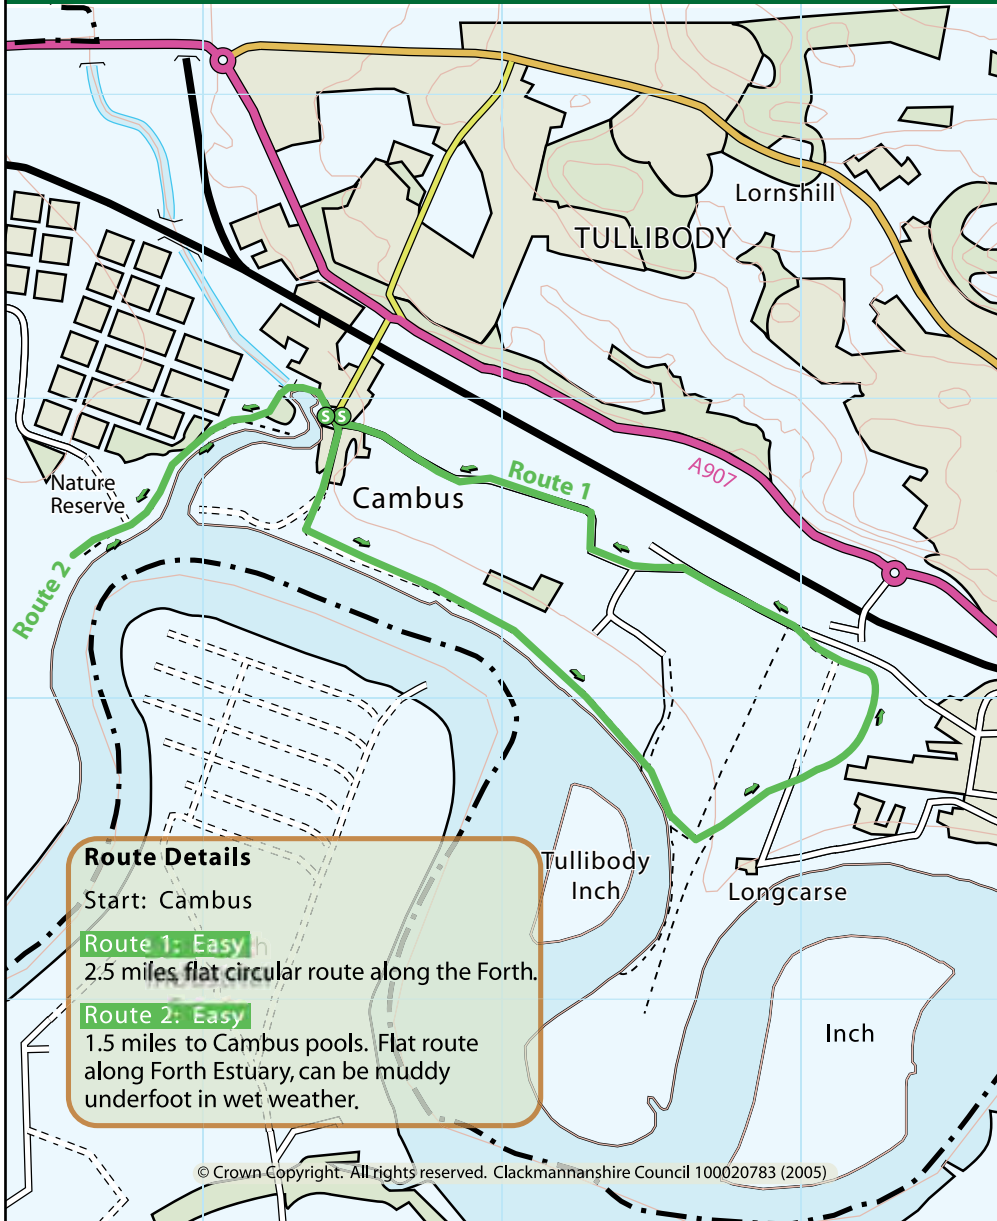 Lornshill
TULLIBODY
S S
Nature
Reserve
Cambus
Route 1
A907
Route 2
Tullibody
Inch
Longcarse
Inch
Route Details
Start: Cambus
Route 1: Easy
2.5 miles flat circular route along the Forth.
Route 2: Easy
1.5 miles to Cambus pools. Flat route
along Forth Estuary, can be muddy
underfoot in wet weather.
© Crown Copyright. All rights reserved. Clackmannanshire Council 100020783 (2005)